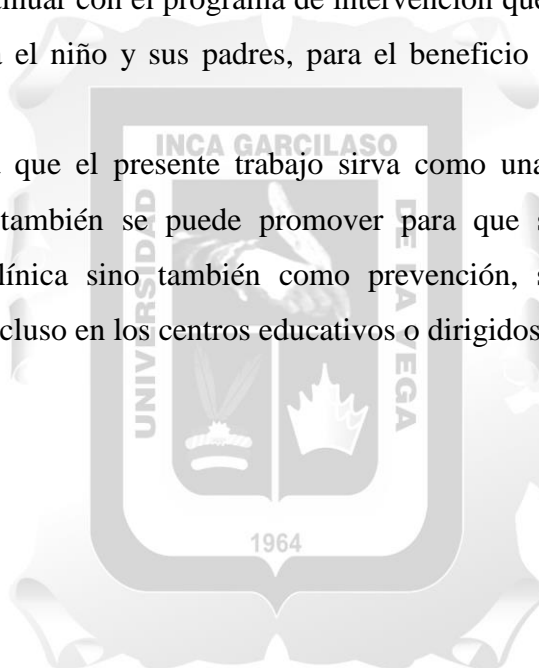 nuar con el programa de intervención que
el niño y sus padres, para el beneficio
que el presente trabajo sirva como una
también se puede promover para que
línica sino también como prevención,
cluso en los centros educativos o dirigidos
UNIVERSIDAD
INCA GARCILASO
DE LA VEGA
1964